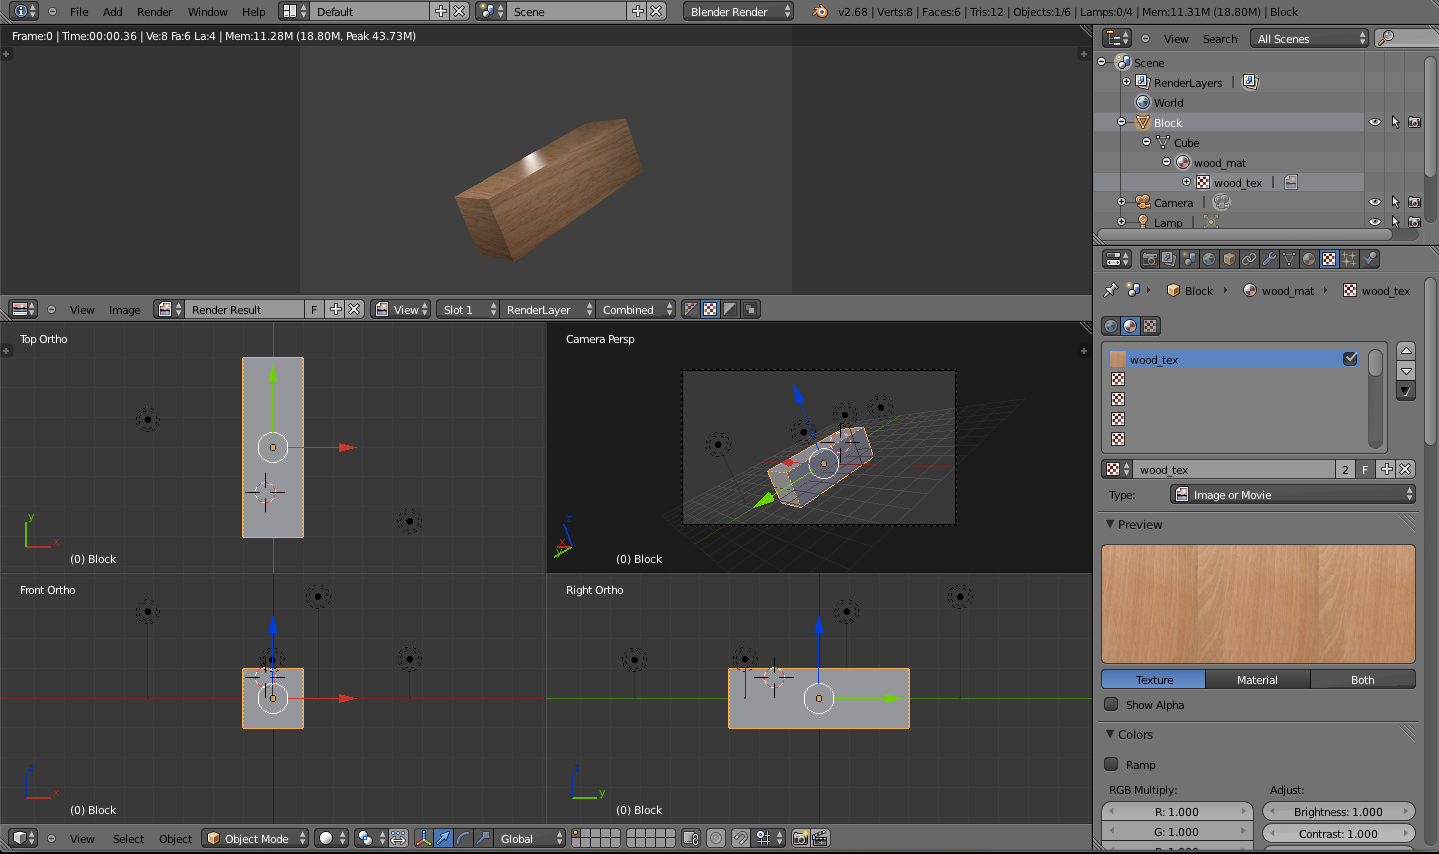 File Add Render Window Help Default Scene Blender Render v2.68 | Verts:8 | Faces:6 | Tris:12 | Objects:1/6 | Lamps:0/4 | Mem:11.31M (18.80M) | Block
Frame:0 | Time:00:00.36 | Ve:8 Fa:6 La:4 | Mem:11.28M (18.80M, Peak 43.73M)
View Search All Scenes
Scene
RenderLayers |
World
Block
Cube
wood_mat
wood_tex |
Camera |
Lamp |
Block wood_mat wood_tex
View Image Render Result F View Slot 1 RenderLayer Combined
Top Ortho
Camera Persp
wood_tex
wood_tex 2 F
Type: Image or Movie
Preview
y
x
(0) Block
z
x
y
(0) Block
Front Ortho
Right Ortho
Texture Material Both
Show Alpha
Colors
Ramp
RGB Multiply: Adjust:
R: 1.000 Brightness: 1.000
G: 1.000 Contrast: 1.000
z
x
(0) Block
z
y
(0) Block
View Select Object Object Mode Global